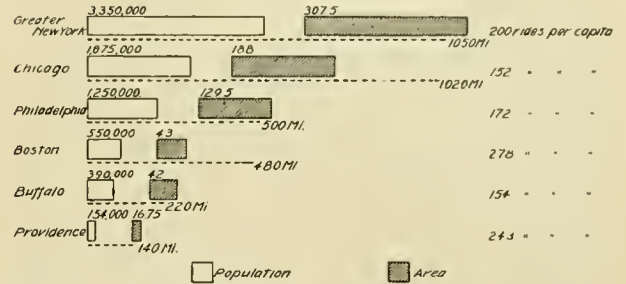 3,350,000 307.5
Greater New York 200 rides per capita
1050 Mi
1,875,000 188
Chicago 152 " " "
1020 Mi
1,250,000 129.5
Philadelphia 172 " " "
500 Mi.
550,000 43
Boston 278 " " "
480 Mi
390,000 42
Buffalo 154 " " "
220 Mi
154,000 16.75
Providence 243 " " "
140 Mi.
Population Area